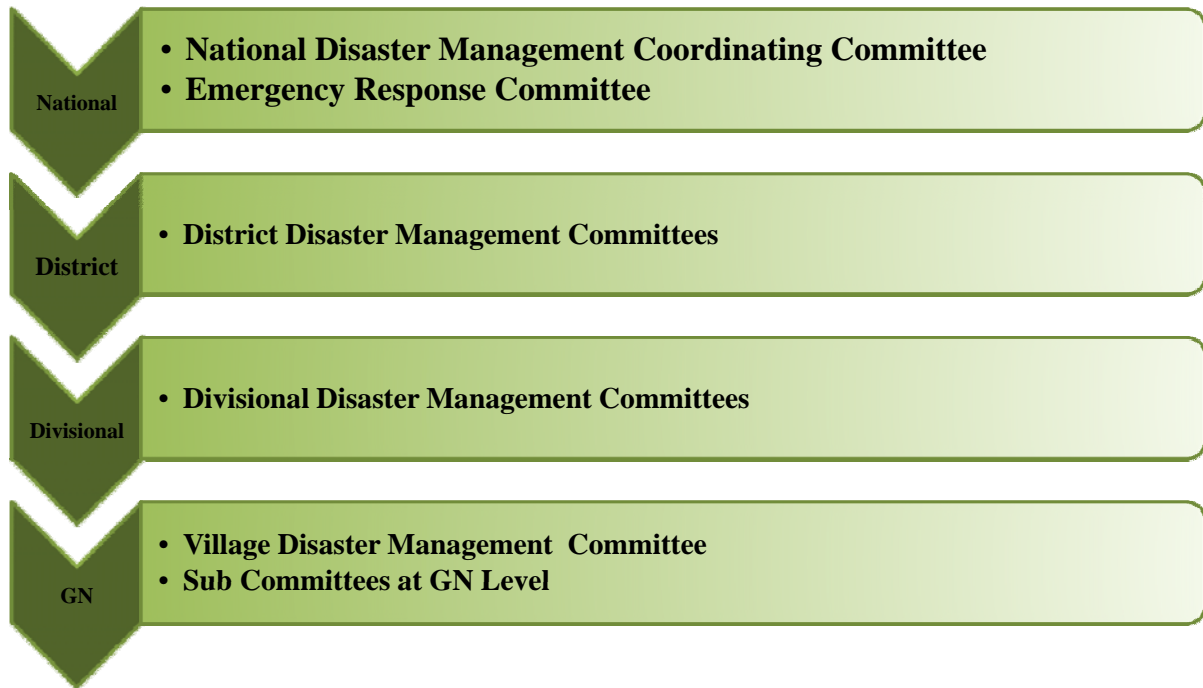 National
• National Disaster Management Coordinating Committee
• Emergency Response Committee
District
• District Disaster Management Committees
Divisional
• Divisional Disaster Management Committees
GN
• Village Disaster Management  Committee
• Sub Committees at GN Level